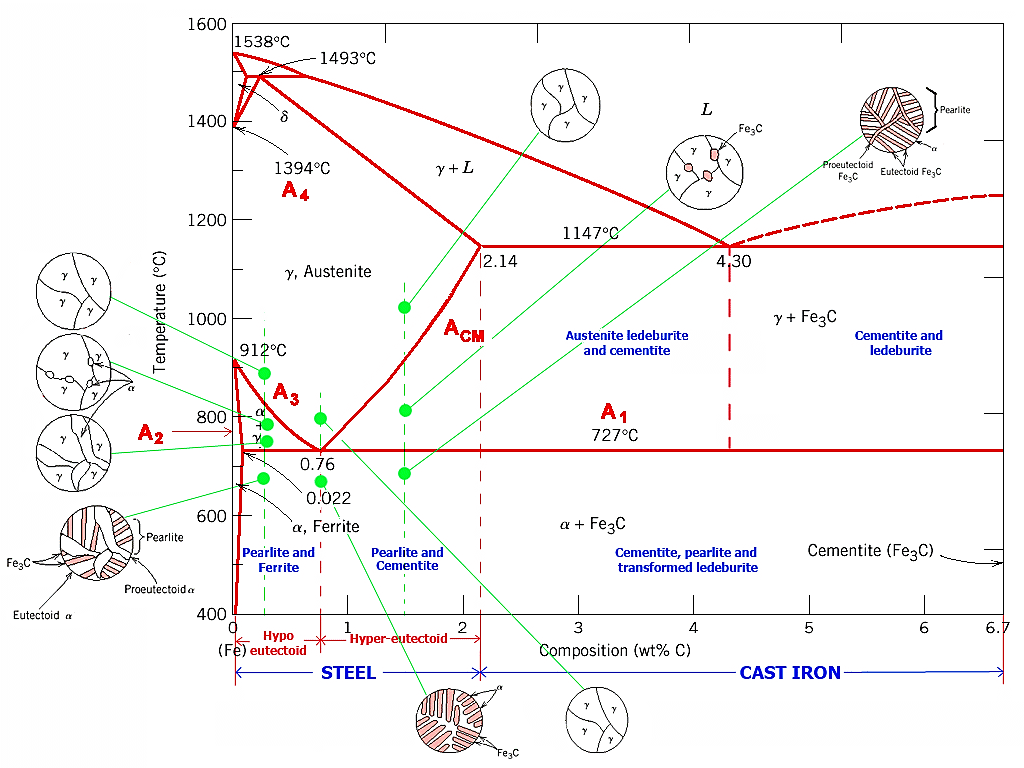 1600
1538°C
1493°C
δ
1400
1394°C
A4
γ + L
L
γ
γ
γ
γ
γ
γ
γ
Fe3C
Pearlite
Proeutectoid
Fe3C
Eutectoid Fe3C
α
1200
1147°C
2.14
4.30
γ, Austenite
Temperature (°C)
γ
γ
γ
γ
1000
ACM
Austenite ledeburite
and cementite
γ + Fe3C
Cementite and
ledeburite
912°C
γ
γ
γ
γ
α
A3
α
+
γ
800
A2
A1
727°C
γ
γ
γ
γ
0.76
0.022
600
α, Ferrite
α + Fe3C
Pearlite
Fe3C
Proeutectoid α
Eutectoid α
Pearlite and
Ferrite
Pearlite and
Cementite
Cementite, pearlite and
transformed ledeburite
Cementite (Fe3C)
400
0
1
2
3
4
5
6
6.7
(Fe)
Hypo
eutectoid
Hyper-eutectoid
Composition (wt% C)
STEEL
CAST IRON
α
Fe3C
γ
γ
γ
γ